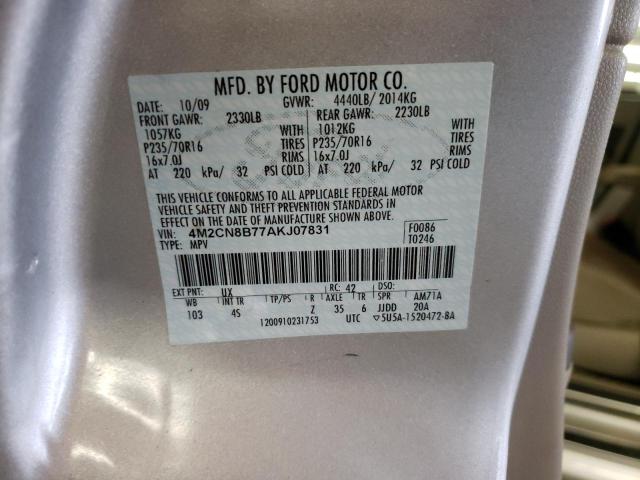 MFD. BY FORD MOTOR CO.
DATE: 10/09 GVWR: 4440LB/ 2014KG
FRONT GAWR: 2330LB REAR GAWR: 2230LB
1057KG WITH 1012KG WITH
P235/70R16 TIRES P235/70R16 TIRES
16x7.0J RIMS 16x7.0J RIMS
AT 220 kPa/ 32 PSI COLD AT 220 kPa/ 32 PSI COLD
THIS VEHICLE CONFORMS TO ALL APPLICABLE FEDERAL MOTOR
VEHICLE SAFETY AND THEFT PREVENTION STANDARDS IN
EFFECT ON THE DATE OF MANUFACTURE SHOWN ABOVE.
VIN: 4M2CN8B77AKJ07831 F0086
TYPE: MPV T0246
EXT PNT: UX RC: 42 DSO:
WB INT TR TP/PS R AXLE TR SPR AM71A
103 4S Z 35 6 JJDD 20A
1200910231753 UTC ▽5U5A-1520472-BA